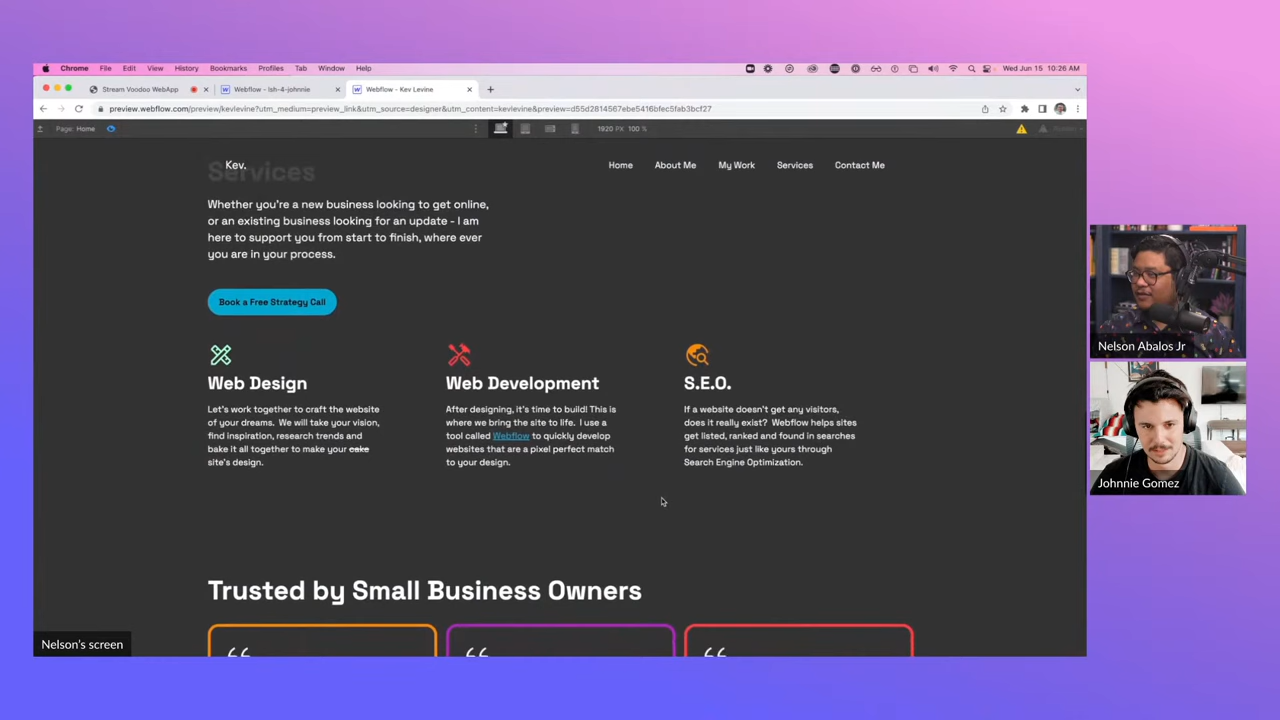 Chrome File Edit View History Bookmarks Profiles Tab Window Help
Wed Jun 15 10:26 AM
Stream Voodoo WebApp
Webflow - Ish-4-johnnie
Webflow - Kev Levine
preview.webflow.com/preview/kevlevine?utm_medium=preview_link&utm_source=designer&utm_content=kevlevine&preview=d55d2814567ebe5416bfec5fab3bcf27
Page: Home
1920 PX 100 %
Kev.
Home About Me My Work Services Contact Me
Services
Whether you're a new business looking to get online,
or an existing business looking for an update - I am
here to support you from start to finish, where ever
you are in your process.
Book a Free Strategy Call
Web Design
Let's work together to craft the website
of your dreams. We will take your vision,
find inspiration, research trends and
bake it all together to make your cake
site's design.
Web Development
After designing, it's time to build! This is
where we bring the site to life. I use a
tool called Webflow to quickly develop
websites that are a pixel perfect match
to your design.
S.E.O.
If a website doesn't get any visitors,
does it really exist? Webflow helps sites
get listed, ranked and found in searches
for services just like yours through
Search Engine Optimization.
Trusted by Small Business Owners
“ “ “
Nelson's screen
Nelson Abalos Jr
Johnnie Gomez